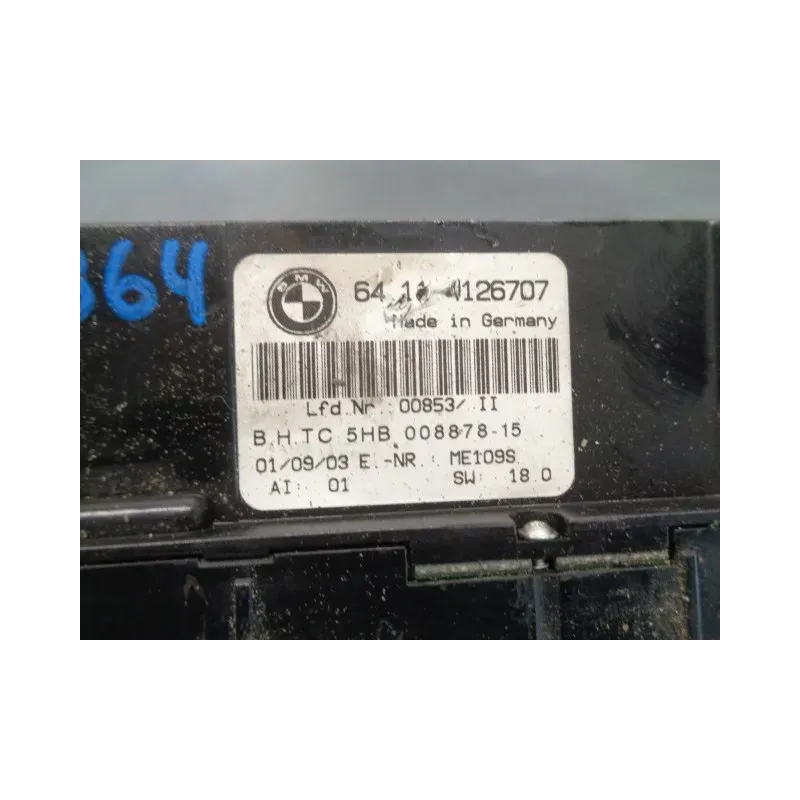 364
BMW
64.11 4126707
Made in Germany
Lfd.Nr. 00853/ II
B.H.TC 5HB 008878-15
01/09/03 E.-NR. ME109S
AI: 01 SW: 18.0